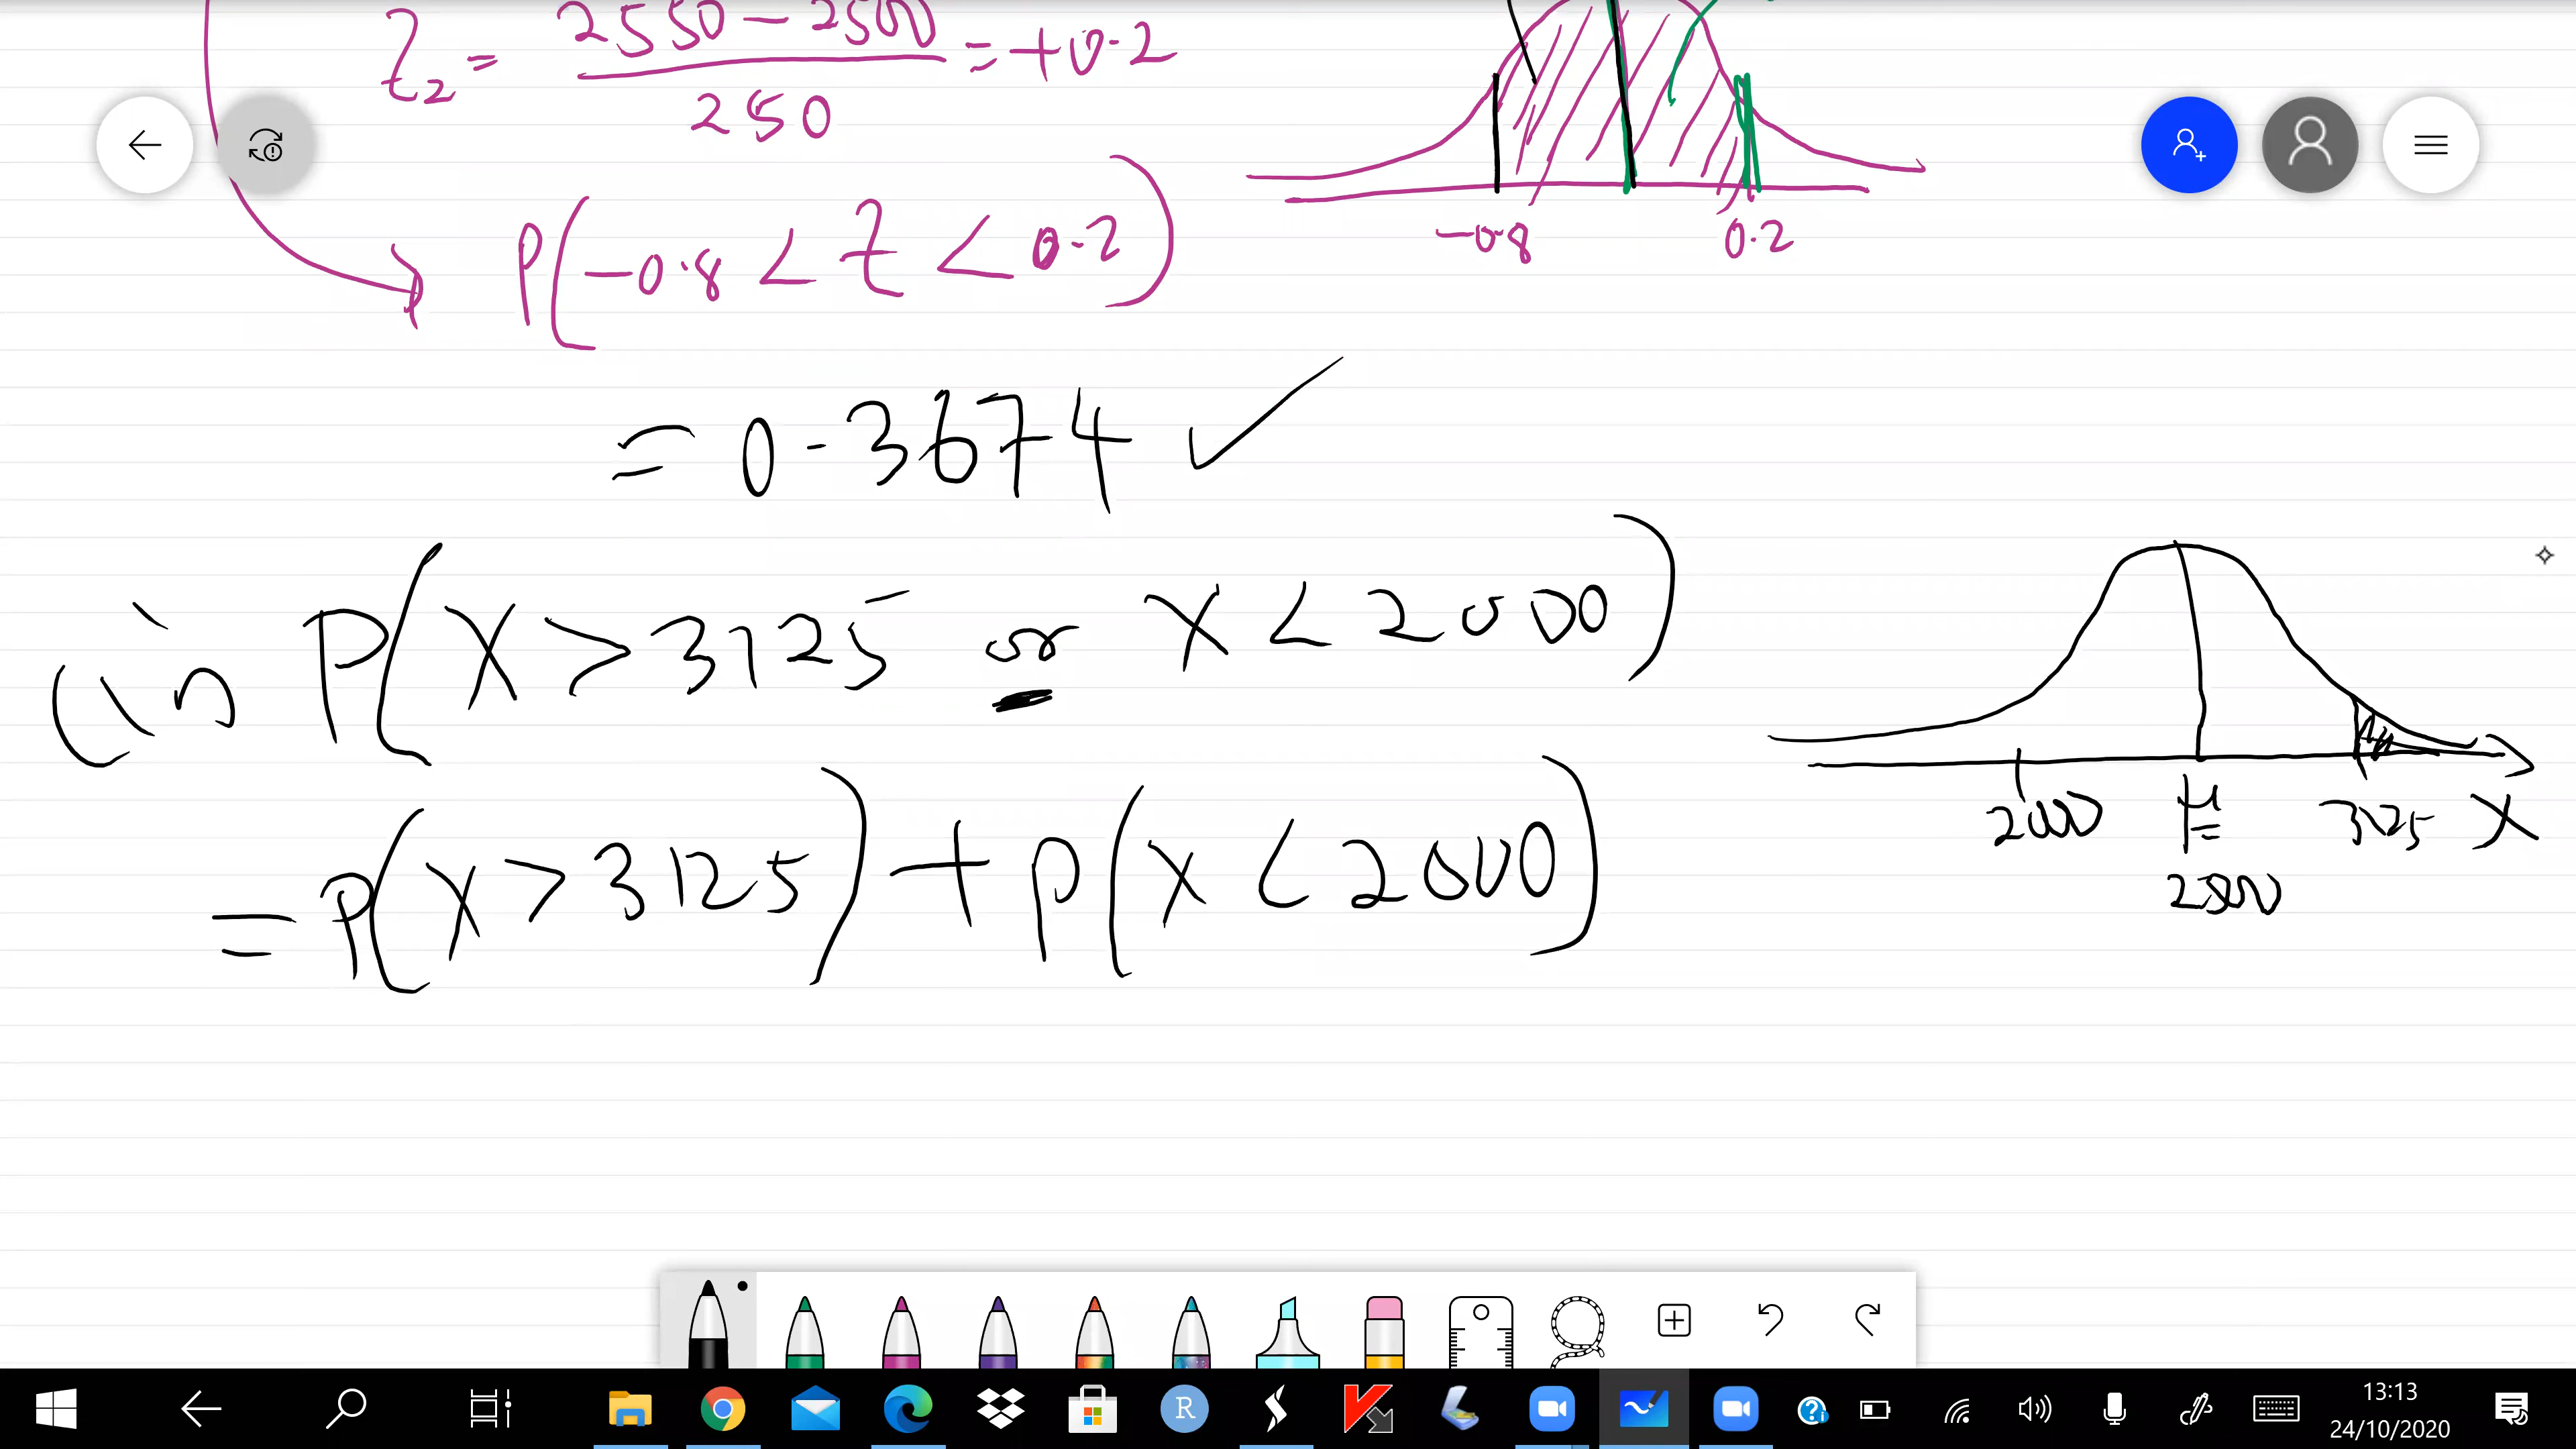 Z₂ = (2550 − 2500)/250 = +0.2
P(−0.8 < Z < 0.2)
−0.8 0.2
= 0.3674 ✓
P(X > 3125 or X < 2000)
= P(X > 3125) + P(X < 2000)
2000 μ 3125 X
=
2500
R
13:13
24/10/2020